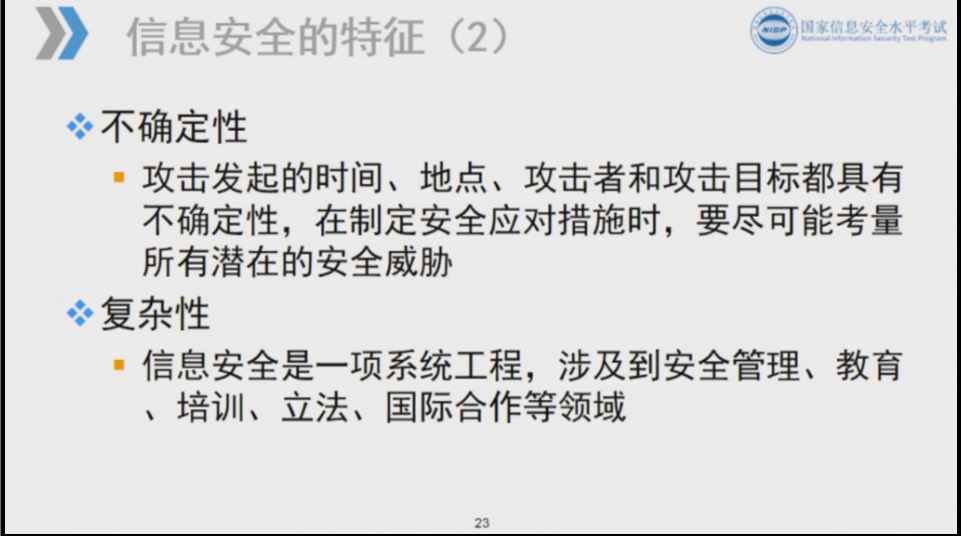 信息安全的特征（2）
国家信息安全水平考试
National Information Security Test Program
NISP
不确定性
攻击发起的时间、地点、攻击者和攻击目标都具有
不确定性，在制定安全应对措施时，要尽可能考量
所有潜在的安全威胁
复杂性
信息安全是一项系统工程，涉及到安全管理、教育
、培训、立法、国际合作等领域
23